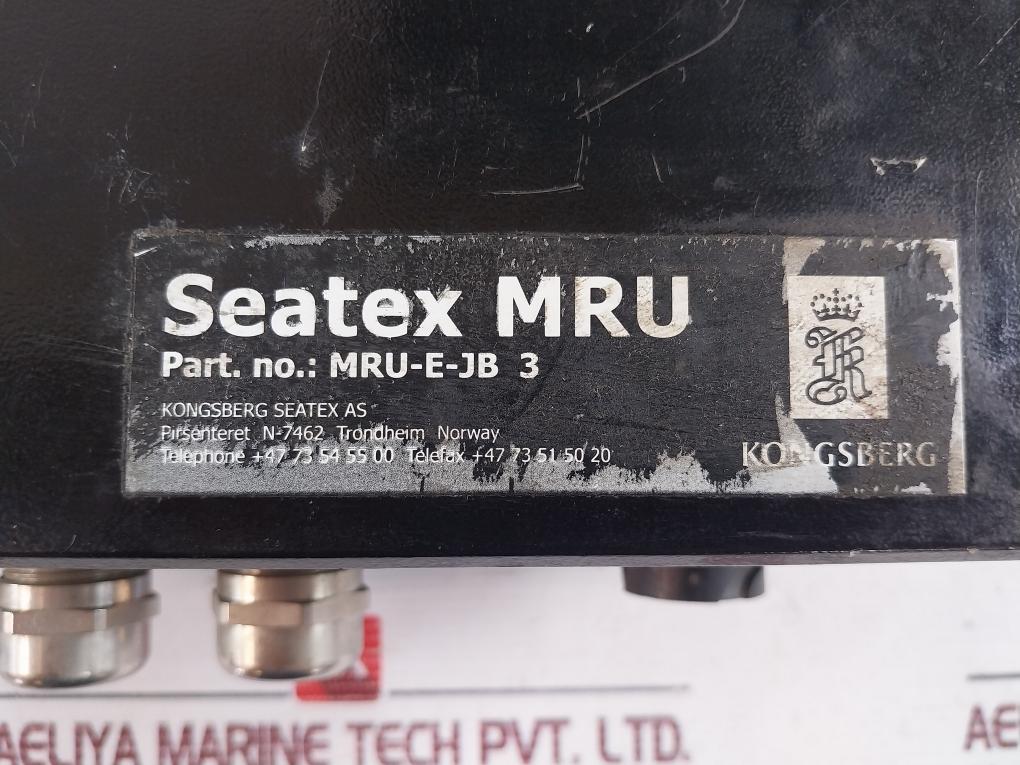 Seatex MRU
Part. no.: MRU-E-JB 3
KONGSBERG SEATEX AS
Pirsenteret N-7462 Trondheim Norway
Telephone +47 73 54 55 00 Telefax +47 73 51 50 20
KONGSBERG
AELIYA MARINE TECH PVT. LTD.
AE